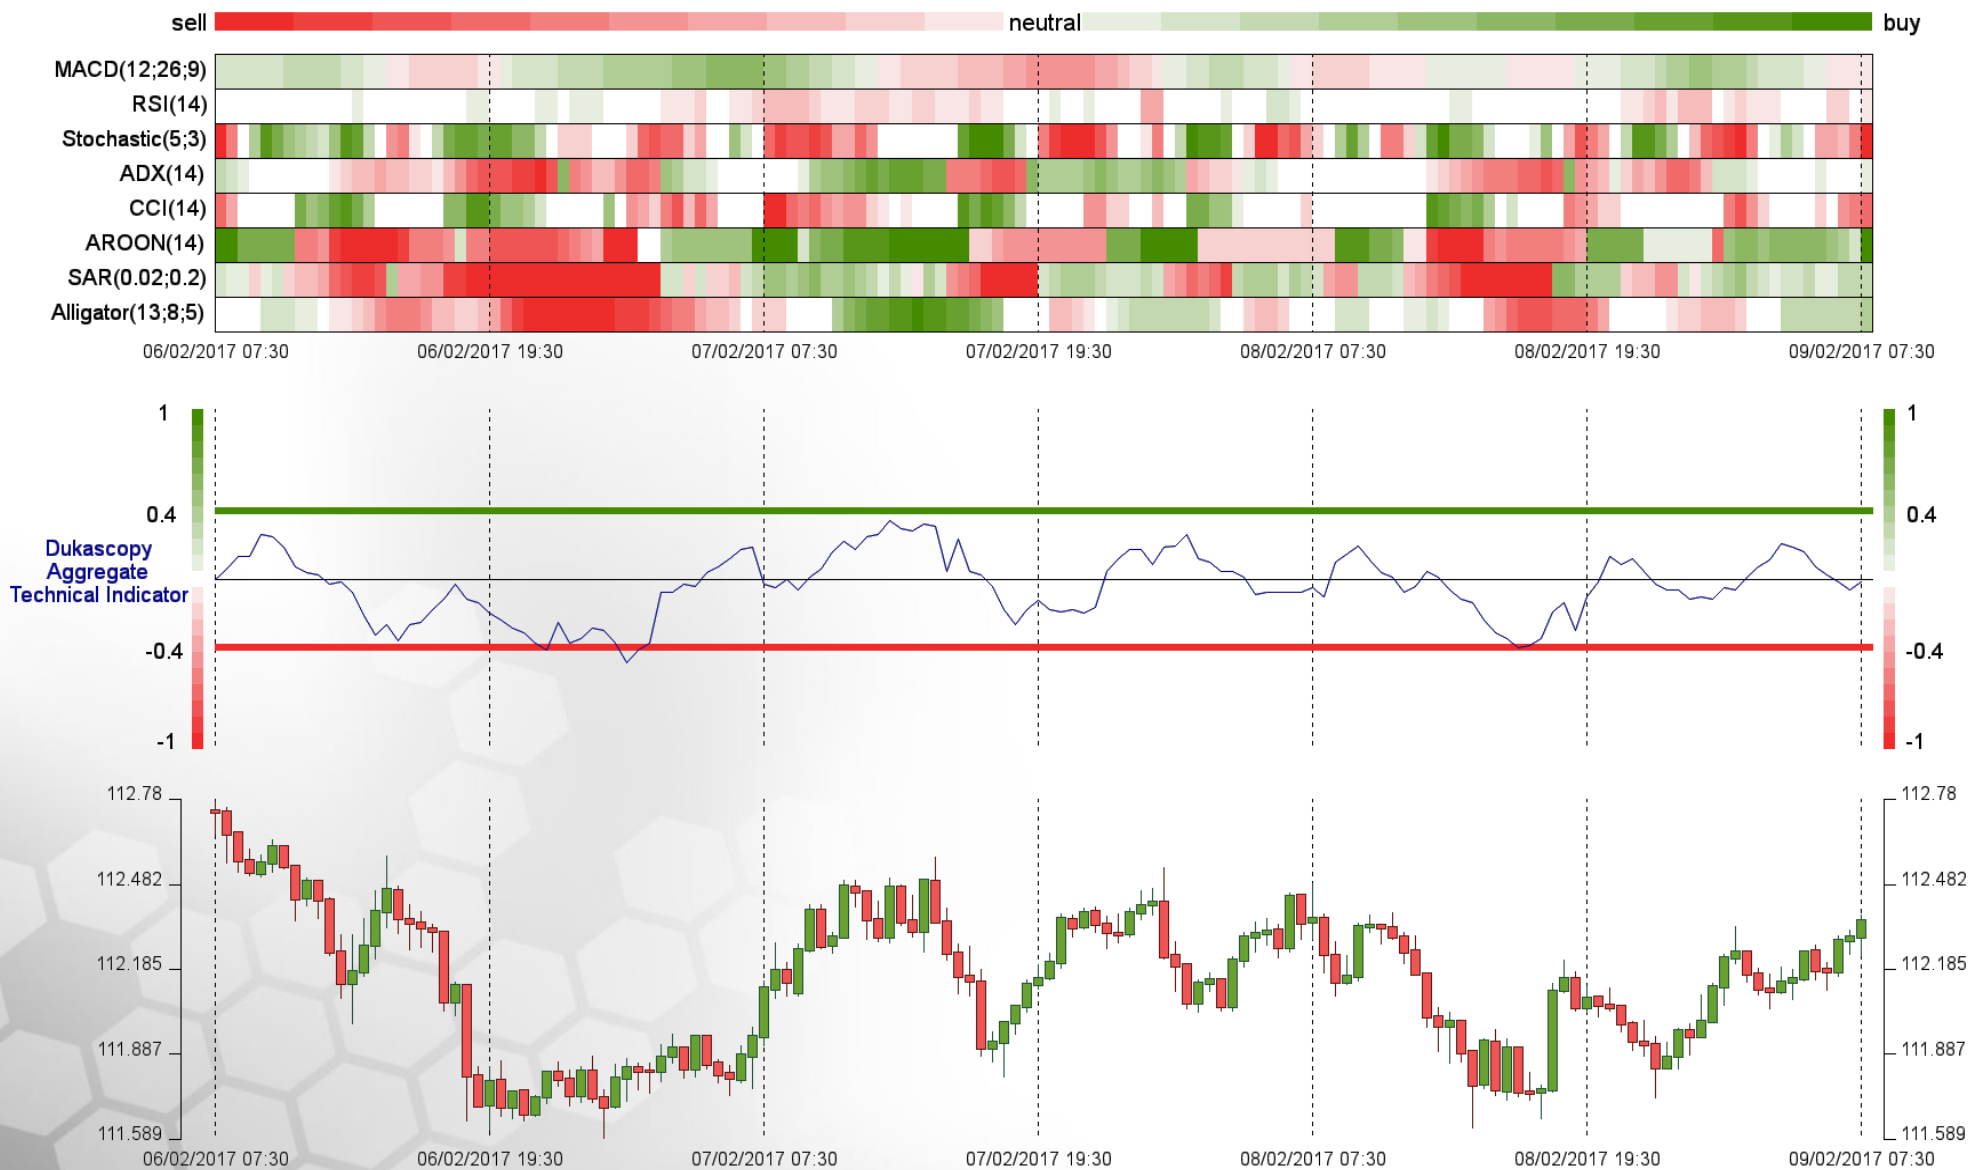 sell neutral buy
MACD(12;26;9)
RSI(14)
Stochastic(5;3)
ADX(14)
CCI(14)
AROON(14)
SAR(0.02;0.2)
Alligator(13;8;5)
06/02/2017 07:30 06/02/2017 19:30 07/02/2017 07:30 07/02/2017 19:30 08/02/2017 07:30 08/02/2017 19:30 09/02/2017 07:30
1 1
0.4 0.4
Dukascopy
Aggregate
Technical Indicator
-0.4 -0.4
-1 -1
112.78 112.78
112.482 112.482
112.185 112.185
111.887 111.887
111.589 111.589
06/02/2017 07:30 06/02/2017 19:30 07/02/2017 07:30 07/02/2017 19:30 08/02/2017 07:30 08/02/2017 19:30 09/02/2017 07:30